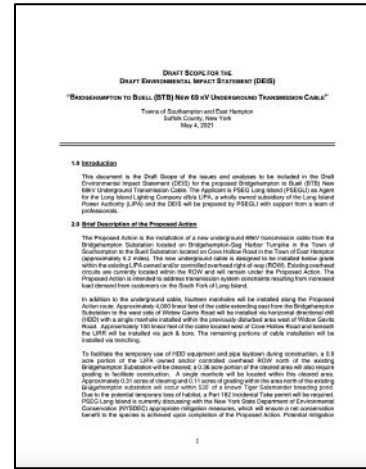 DRAFT SCOPE FOR THE
DRAFT ENVIRONMENTAL IMPACT STATEMENT (DEIS)
"BRIDGEHAMPTON TO BUELL (BTB) NEW 69 KV UNDERGROUND TRANSMISSION CABLE"
Towns of Southampton and East Hampton
Suffolk County, New York
May 4, 2021
1.0 Introduction
This document is the Draft Scope of the issues and analyses to be included in the Draft
Environmental Impact Statement (DEIS) for the proposed Bridgehampton to Buell (BTB) New
69kV Underground Transmission Cable. The Applicant is PSEG Long Island (PSEGLI) as Agent
for the Long Island Lighting Company d/b/a LIPA, a wholly owned subsidiary of the Long Island
Power Authority (LIPA) and the DEIS will be prepared by PSEGLI with support from a team of
professionals.
2.0 Brief Description of the Proposed Action
The Proposed Action is the installation of a new underground 69kV transmission cable from the
Bridgehampton Substation located on Bridgehampton-Sag Harbor Turnpike in the Town of
Southampton to the Buell Substation located on Cove Hollow Road in the Town of East Hampton
(approximately 5.2 miles). The new underground cable is designed to be installed below grade
within the existing LIPA owned and/or controlled overhead right-of-way (ROW). Existing overhead
circuits are currently located within the ROW and will remain under the Proposed Action. The
Proposed Action is intended to address transmission system constraints resulting from increased
load demand from customers on the South Fork of Long Island.
In addition to the underground cable, fourteen manholes will be installed along the Proposed
Action route. Approximately 4,000 linear feet of the cable extending east from the Bridgehampton
Substation to the west side of Widow Gavits Road will be installed via horizontal directional drill
(HDD) with a single manhole installed within the previously disturbed area west of Widow Gavits
Road. Approximately 100 linear feet of the cable located west of Cove Hollow Road and beneath
the LIRR will be installed via jack & bore. The remaining portions of cable installation will be
installed via trenching.
To facilitate the temporary use of HDD equipment and pipe laydown during construction, a 0.9
acre portion of the LIPA owned and/or controlled overhead ROW north of the existing
Bridgehampton Substation will be cleared; a 0.36 acre portion of the cleared area will also require
grading to facilitate construction. A single manhole will be located within this cleared area.
Approximately 0.31 acres of clearing and 0.11 acres of grading within the area north of the existing
Bridgehampton substation will occur within 535' of a known Tiger Salamander breeding pond.
Due to the potential temporary loss of habitat, a Part 182 Incidental Take permit will be required.
PSEG Long Island is currently discussing with the New York State Department of Environmental
Conservation (NYSDEC) appropriate mitigation measures, which will ensure a net conservation
benefit to the species is achieved upon completion of the Proposed Action. Potential mitigation
1